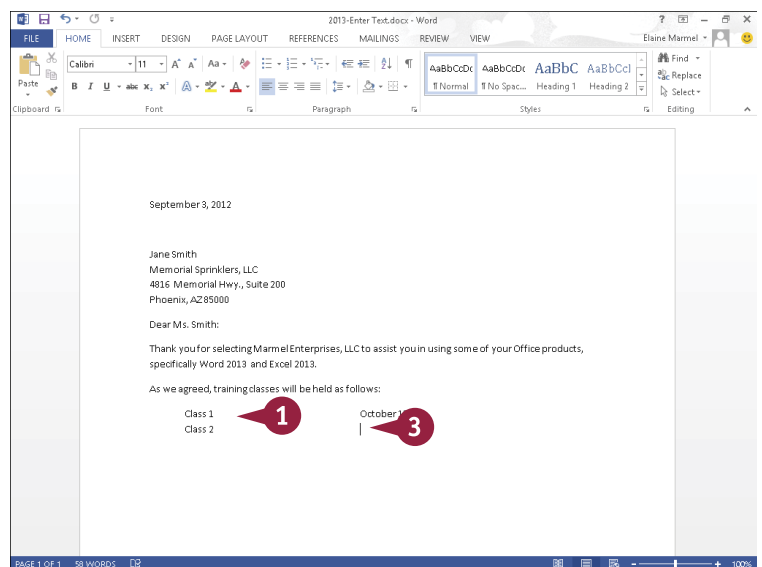 2013-Enter Text.docx - Word
FILE HOME INSERT DESIGN PAGE LAYOUT REFERENCES MAILINGS REVIEW VIEW Elaine Marmel
Calibri 11 Aa
Paste
B I U abc X₂ X² A A
AaBbCcDc AaBbCcDc AaBbC AaBbCcI
¶ Normal ¶ No Spac... Heading 1 Heading 2
Find
Replace
Select
Clipboard Font Paragraph Styles Editing
September 3, 2012
Jane Smith
Memorial Sprinklers, LLC
4816 Memorial Hwy., Suite 200
Phoenix, AZ 85000
Dear Ms. Smith:
Thank you for selecting Marmel Enterprises, LLC to assist you in using some of your Office products,
specifically Word 2013 and Excel 2013.
As we agreed, training classes will be held as follows:
Class 1 1 October
Class 2 3
PAGE 1 OF 1 58 WORDS 100%